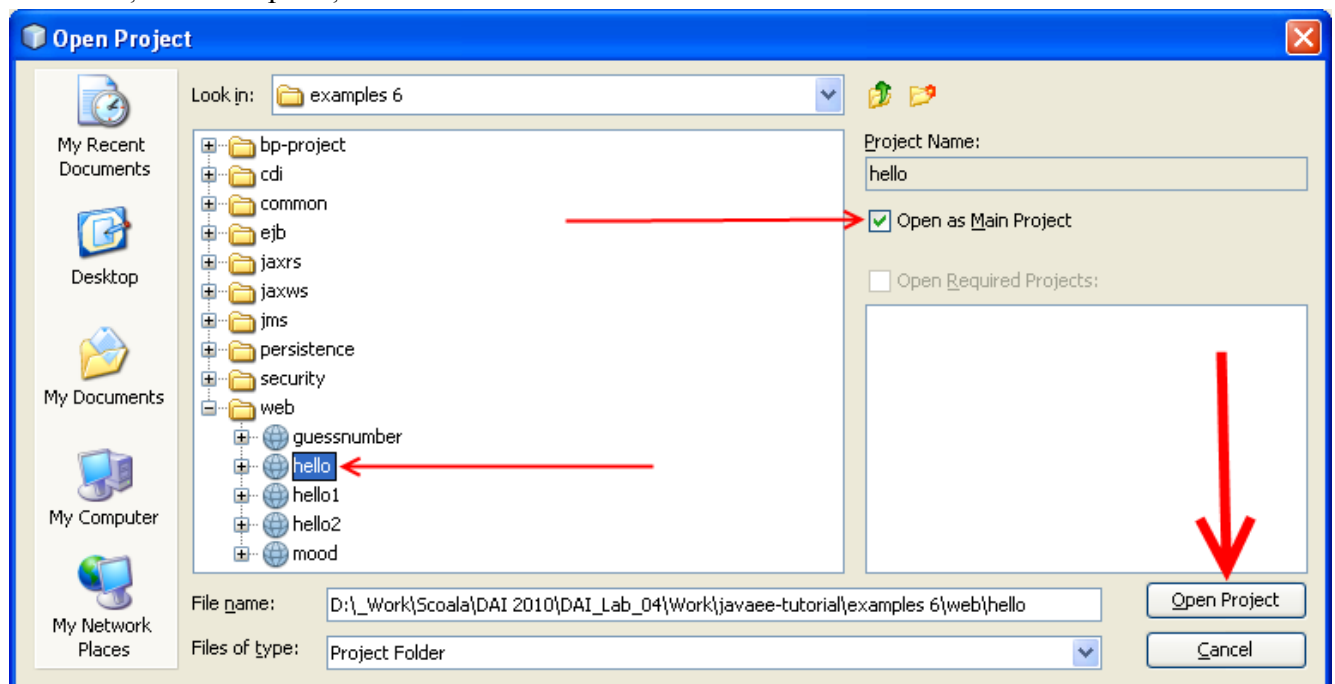 Open Project
Look in: examples 6
My Recent
Documents
Desktop
My Documents
My Computer
My Network
Places
bp-project
cdi
common
ejb
jaxrs
jaxws
jms
persistence
security
web
guessnumber
hello
hello1
hello2
mood
Project Name:
hello
Open as Main Project
Open Required Projects:
File name: D:\_Work\Scoala\DAI 2010\DAI_Lab_04\Work\javaee-tutorial\examples 6\web\hello
Open Project
Files of type: Project Folder
Cancel